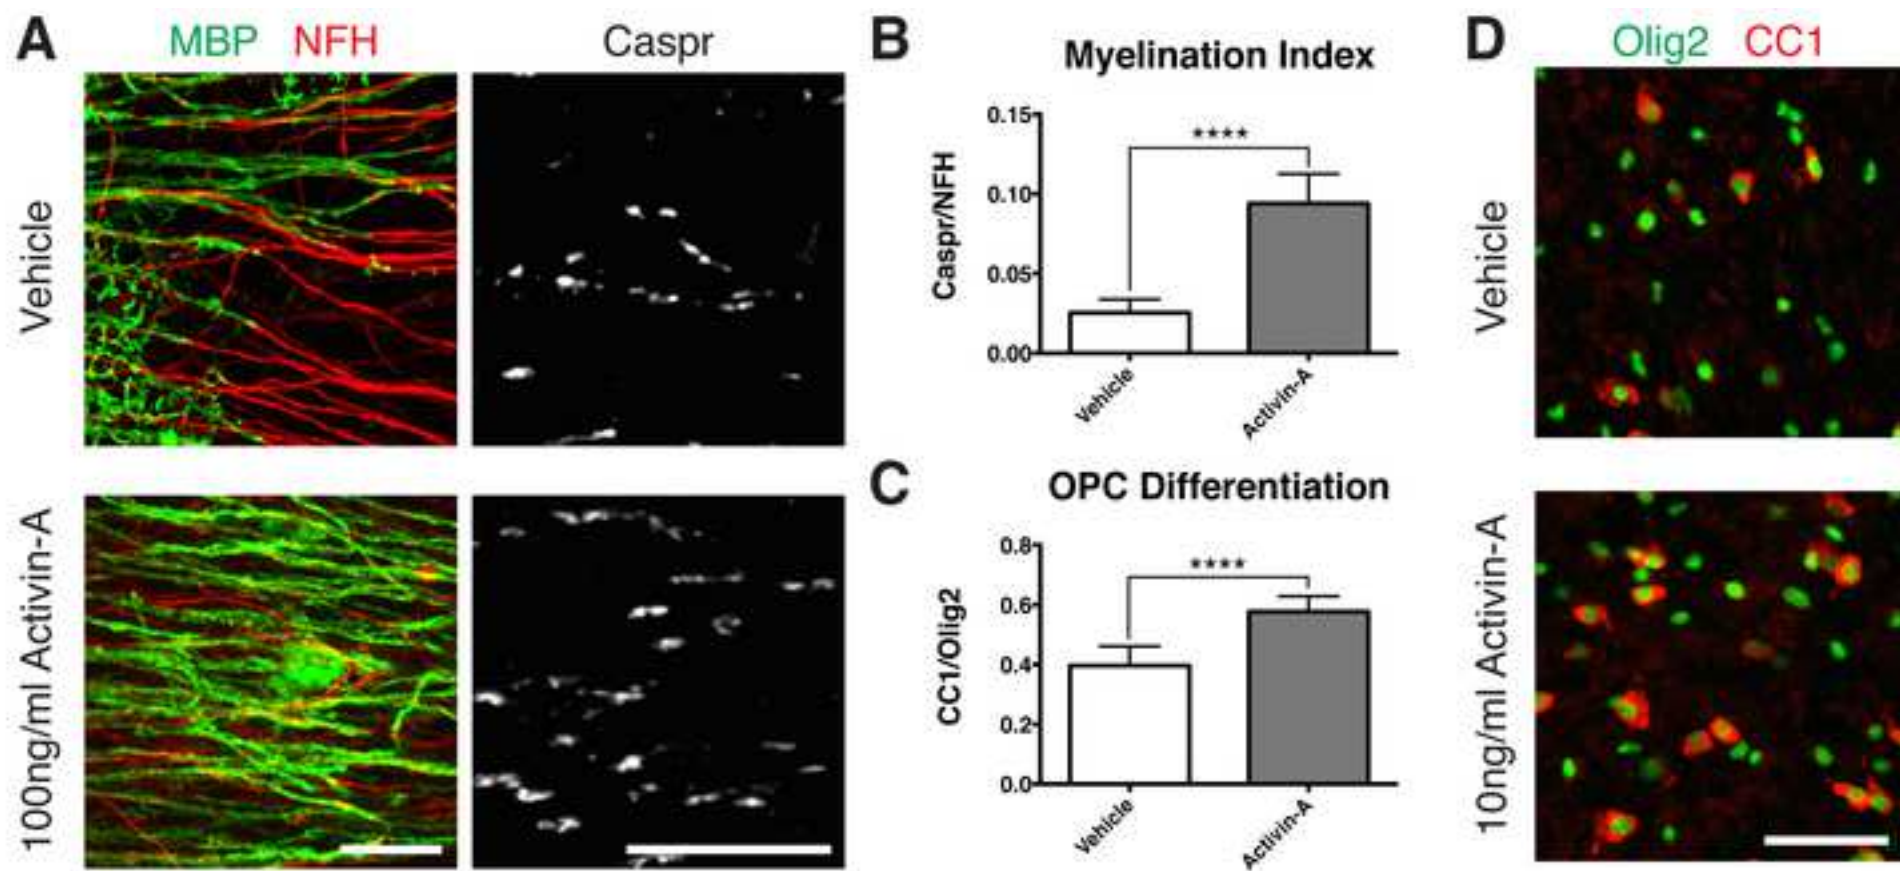 A
MBP NFH
Caspr
Vehicle
100ng/ml Activin-A
B
Myelination Index
Caspr/NFH
0.15
0.10
0.05
0.00
****
Vehicle
Activin-A
C
OPC Differentiation
CC1/Olig2
0.8
0.6
0.4
0.2
0.0
****
Vehicle
Activin-A
D
Olig2 CC1
Vehicle
10ng/ml Activin-A